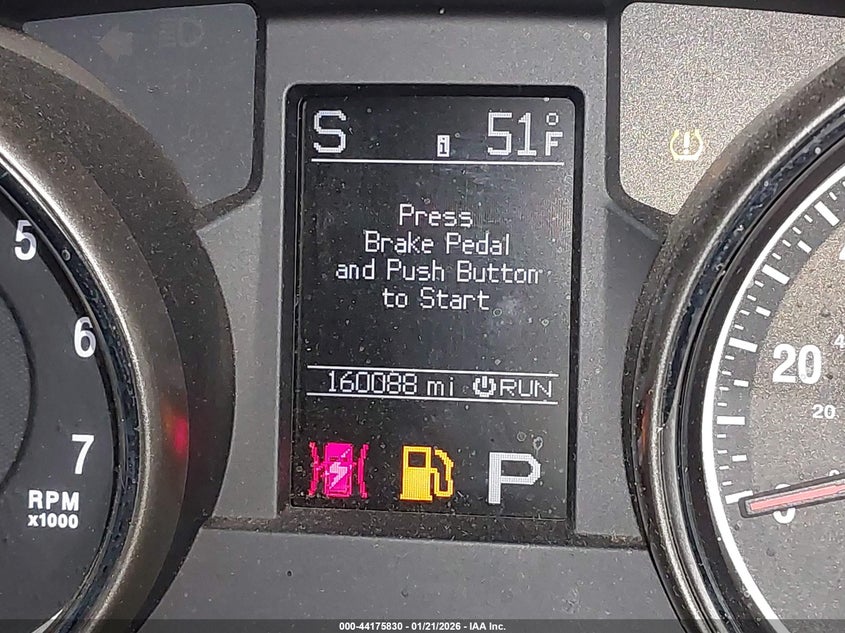 S i 51°F
Press
Brake Pedal
and Push Button
to Start
160088 mi RUN
P
5
6
7
RPM
x1000
20
20
0
000-44175830 - 01/21/2026 - IAA Inc.